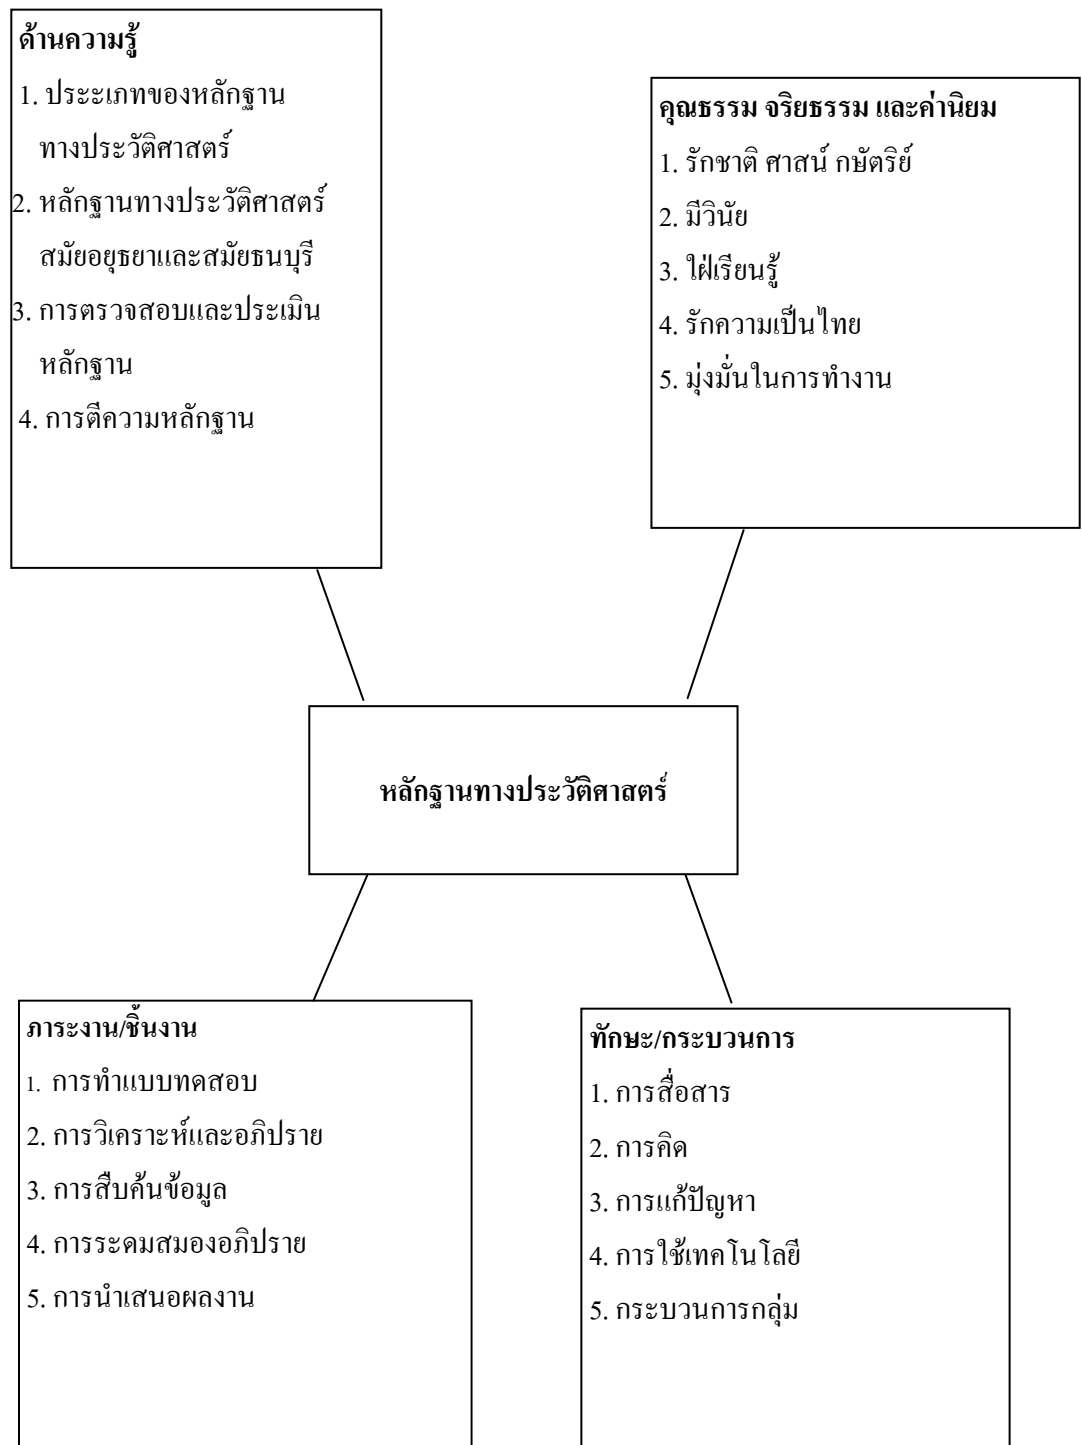 ด้านความรู้
1. ประะเภทของหลักฐาน
ทางประวัติศาสตร์
2. หลักฐานทางประวัติศาสตร์
สมัยอยุธยาและสมัยธนบุรี
3. การตรวจสอบและประเมิน
หลักฐาน
4. การตีความหลักฐาน
คุณธรรม จริยธรรม และค่านิยม
1. รักชาติ ศาสน์ กษัตริย์
2. มีวินัย
3. ใฝ่เรียนรู้
4. รักความเป็นไทย
5. มุ่งมั่นในการทำงาน
หลักฐานทางประวัติศาสตร์
ภาระงาน/ชิ้นงาน
1. การทำแบบทดสอบ
2. การวิเคราะห์และอภิปราย
3. การสืบค้นข้อมูล
4. การระดมสมองอภิปราย
5. การนำเสนอผลงาน
ทักษะ/กระบวนการ
1. การสื่อสาร
2. การคิด
3. การแก้ปัญหา
4. การใช้เทคโนโลยี
5. กระบวนการกลุ่ม